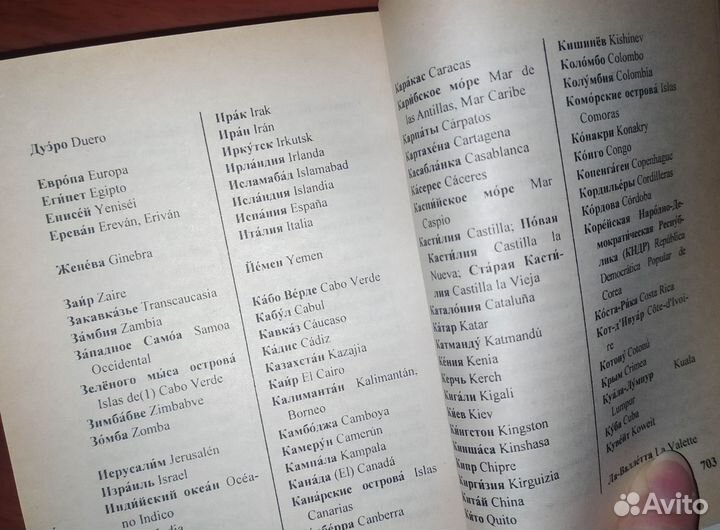 Дуэ́ро Duero
Евро́па Europa
Еги́пет Egipto
Енисе́й Yeniséi
Ерева́н Ereván, Eriván
Жене́ва Ginebra
Заи́р Zaire
Закавка́зье Transcaucasia
За́мбия Zambia
За́падное Само́а Samoa
Occidental
Зелёного мы́са острова́
Islas de(l) Cabo Verde
Зимба́бве Zimbabve
Зо́мба Zomba
Иерусали́м Jerusalén
Изра́иль Israel
Инди́йский океа́н Océa-
no Indico
India
Ира́к Irak
Ира́н Irán
Ирку́тск Irkutsk
Ирла́ндия Irlanda
Исламаба́д Islamabad
Исла́ндия Islandia
Испа́ния España
Ита́лия Italia
Йе́мен Yemen
Ка́бо Ве́рде Cabo Verde
Кабу́л Cabul
Кавка́з Cáucaso
Ка́дис Cádiz
Казахста́н Kazajia
Каи́р El Cairo
Калиманта́н Kalimantán,
Borneo
Камбо́джа Camboya
Камеру́н Camerún
Кампа́ла Kampala
Кана́да (El) Canadá
Кана́рские острова́ Islas
Canarias
Канбе́рра Canberra
Кара́кас Caracas
Кари́бское мо́ре Mar de
las Antillas, Mar Caribe
Карпа́ты Cárpatos
Картахе́на Cartagena
Касабла́нка Casablanca
Ка́серес Cáceres
Каспи́йское мо́ре Mar
Caspio
Касти́лия Castilla; Но́вая
Касти́лия Castilla la
Nueva; Ста́рая Касти́-
лия Castilla la Vieja
Катало́ния Cataluña
Ка́тар Katar
Катманду́ Katmandú
Ке́ния Kenia
Керчь Kerch
Кига́ли Kigali
Ки́ев Kiev
Ки́нгстон Kingston
Кинша́са Kinshasa
Кипр Chipre
Кирги́зия Kirguizia
Кита́й China
Ки́то Quito
Кишинёв Kishinev
Коло́мбо Colombo
Колу́мбия Colombia
Комо́рские острова́ Islas
Comoras
Ко́накри Konakry
Ко́нго Congo
Копенга́ген Copenhague
Кордилье́ры Cordilleras
Ко́рдова Córdoba
Коре́йская Наро́дно-Де-
мократи́ческая Респу́б-
лика (КНДР) República
Democrática Popular de
Corea
Ко́ста-Ри́ка Costa Rica
Кот-д'Ивуа́р Côte-d'Ivoi-
re
Котону́ Cotonú
Крым Crimea
Куа́ла-Лу́мпур Kuala
Lumpur
Ку́ба Cuba
Куве́йт Koweit
Ла-Валле́тта La Valette
703
Avito